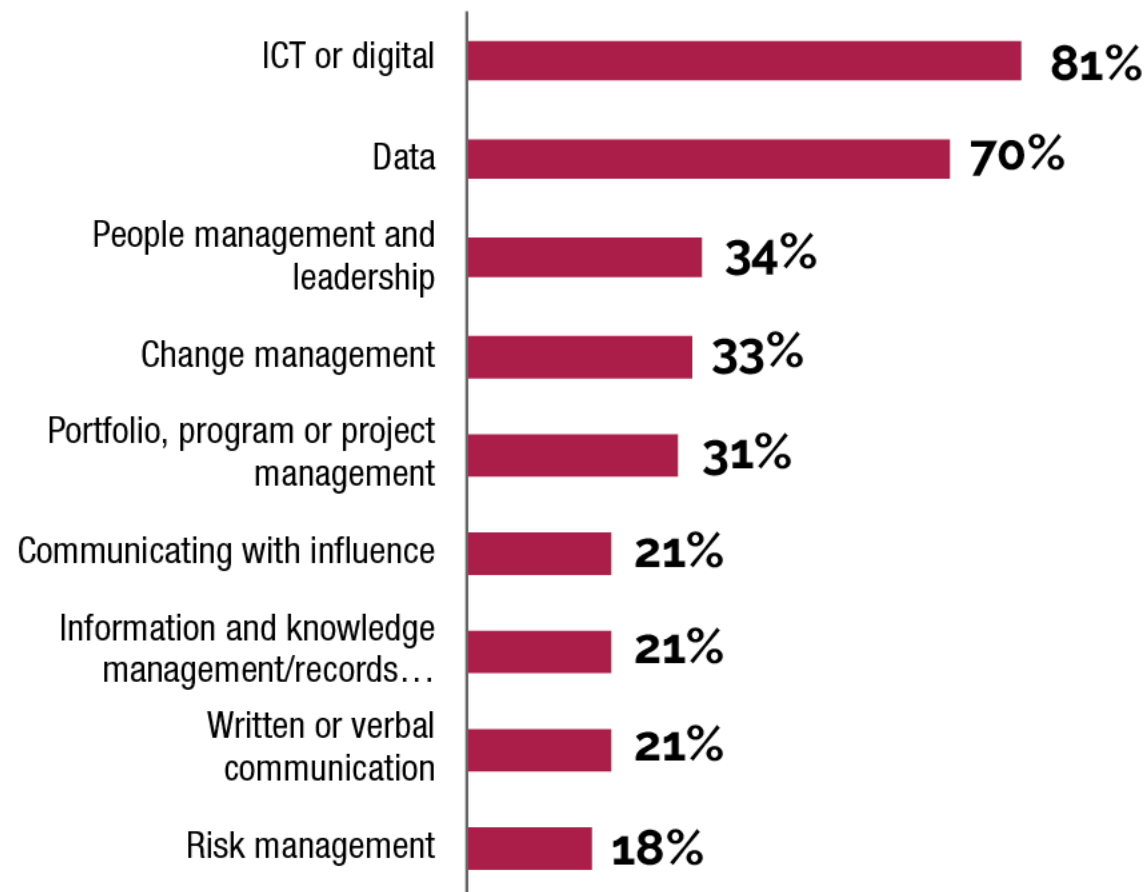 ICT or digital
81%
Data
70%
People management and
leadership
34%
Change management
33%
Portfolio, program or project
management
31%
Communicating with influence
21%
Information and knowledge
management/records…
21%
Written or verbal
communication
21%
Risk management
18%